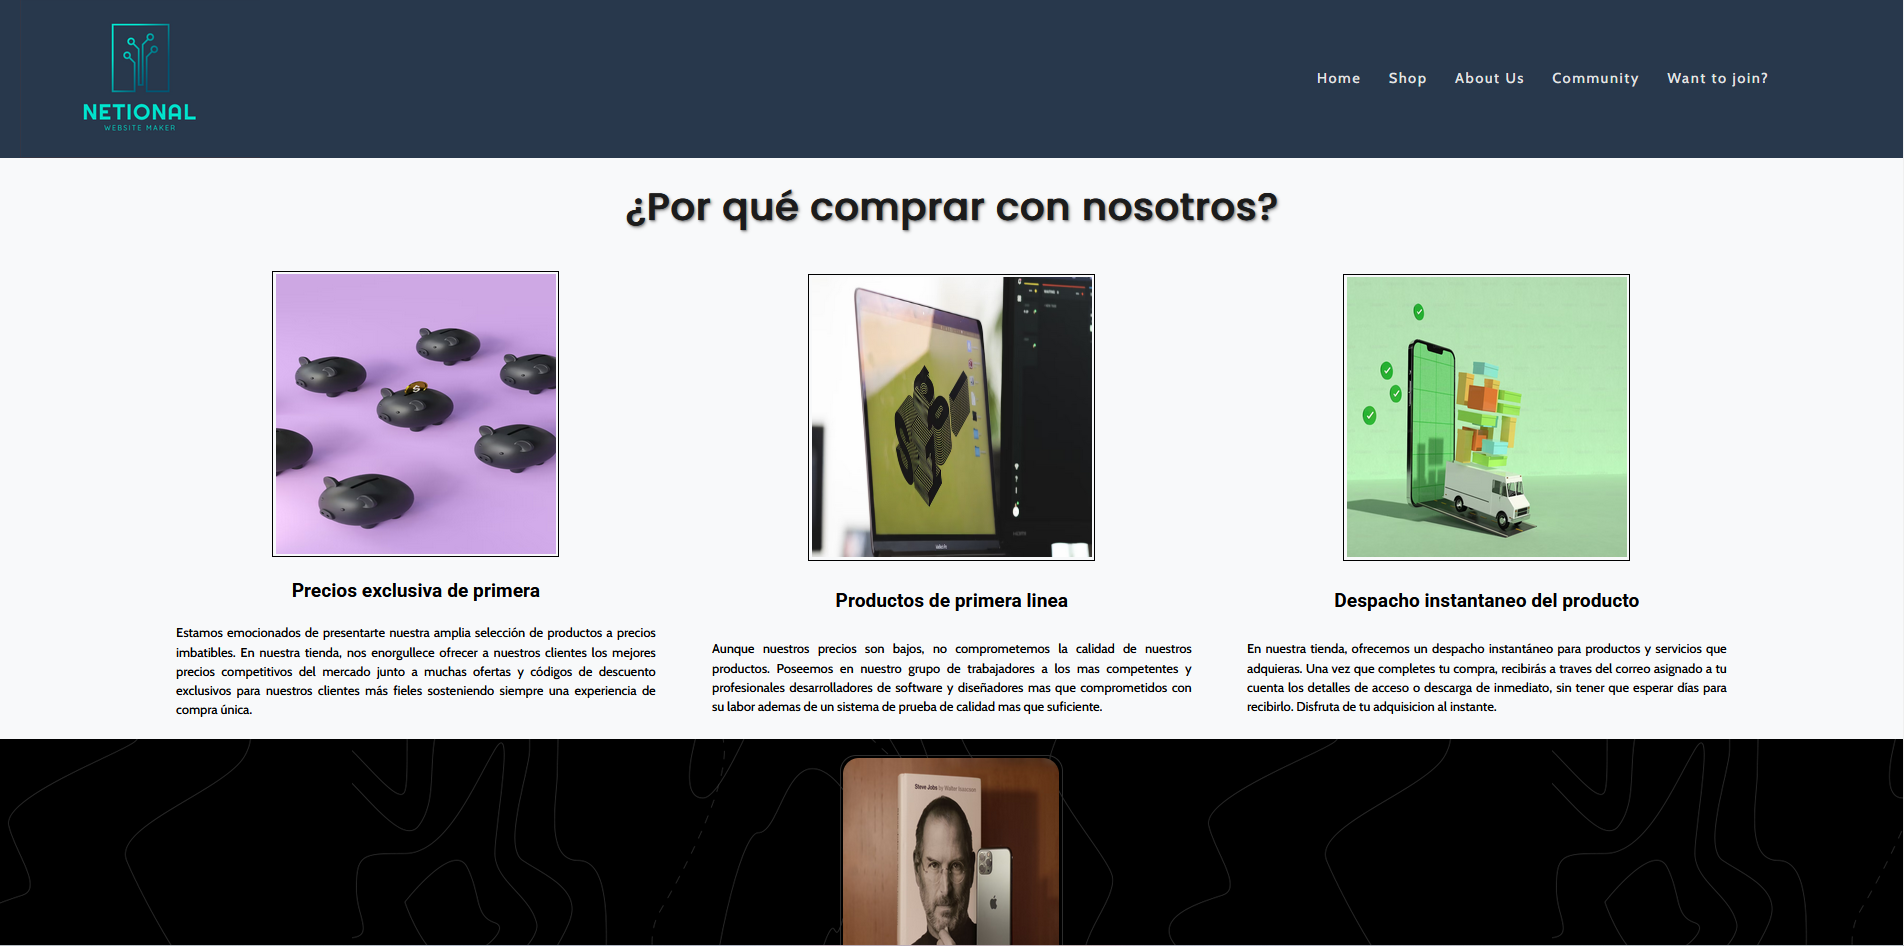 NETIONAL
WEBSITE MAKER
Home Shop About Us Community Want to join?
¿Por qué comprar con nosotros?
Precios exclusiva de primera
Estamos emocionados de presentarte nuestra amplia selección de productos a precios
imbatibles. En nuestra tienda, nos enorgullece ofrecer a nuestros clientes los mejores
precios competitivos del mercado junto a muchas ofertas y códigos de descuento
exclusivos para nuestros clientes más fieles sosteniendo siempre una experiencia de
compra única.
Productos de primera linea
Aunque nuestros precios son bajos, no comprometemos la calidad de nuestros
productos. Poseemos en nuestro grupo de trabajadores a los mas competentes y
profesionales desarrolladores de software y diseñadores mas que comprometidos con
su labor ademas de un sistema de prueba de calidad mas que suficiente.
Despacho instantaneo del producto
En nuestra tienda, ofrecemos un despacho instantáneo para productos y servicios que
adquieras. Una vez que completes tu compra, recibirás a traves del correo asignado a tu
cuenta los detalles de acceso o descarga de inmediato, sin tener que esperar días para
recibirlo. Disfruta de tu adquisicion al instante.
Steve Jobs by Walter Isaacson